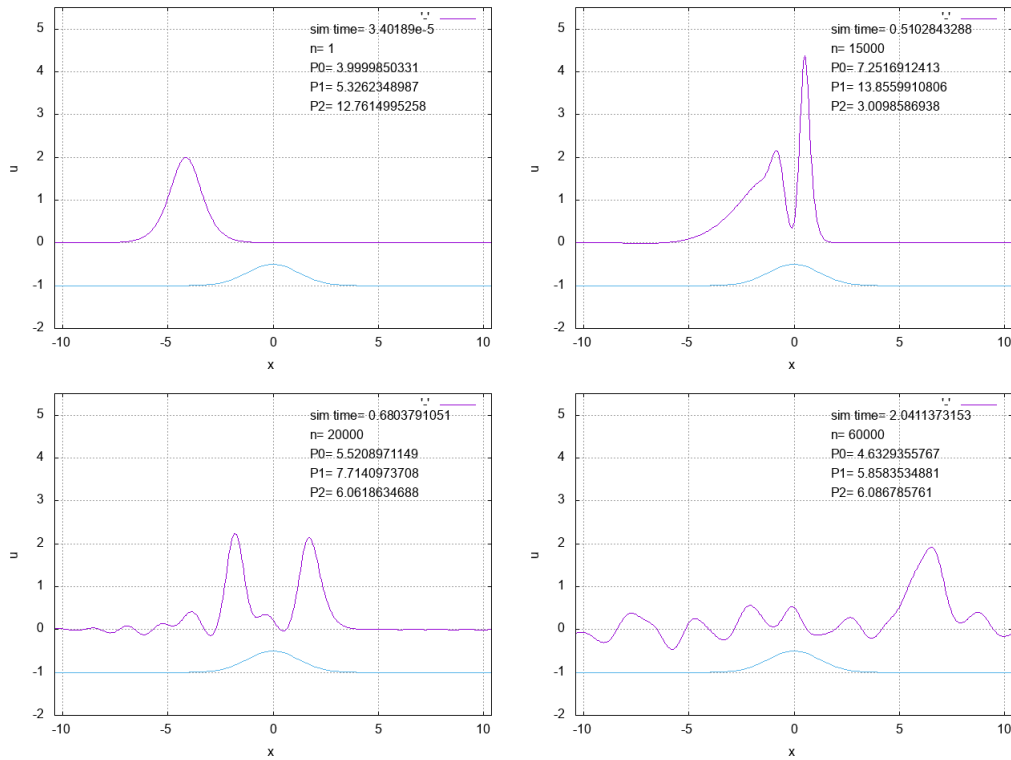 '-'
sim time= 3.40189e-5
n= 1
P0= 3.9999850331
P1= 5.3262348987
P2= 12.7614995258
5
4
3
2
1
0
-1
-2
u
-10 -5 0 5 10
x
'-'
sim time= 0.5102843288
n= 15000
P0= 7.2516912413
P1= 13.8559910806
P2= 3.0098586938
5
4
3
2
1
0
-1
-2
u
-10 -5 0 5 10
x
'-'
sim time= 0.6803791051
n= 20000
P0= 5.5208971149
P1= 7.7140973708
P2= 6.0618634688
5
4
3
2
1
0
-1
-2
u
-10 -5 0 5 10
x
'-'
sim time= 2.0411373153
n= 60000
P0= 4.6329355767
P1= 5.8583534881
P2= 6.086785761
5
4
3
2
1
0
-1
-2
u
-10 -5 0 5 10
x